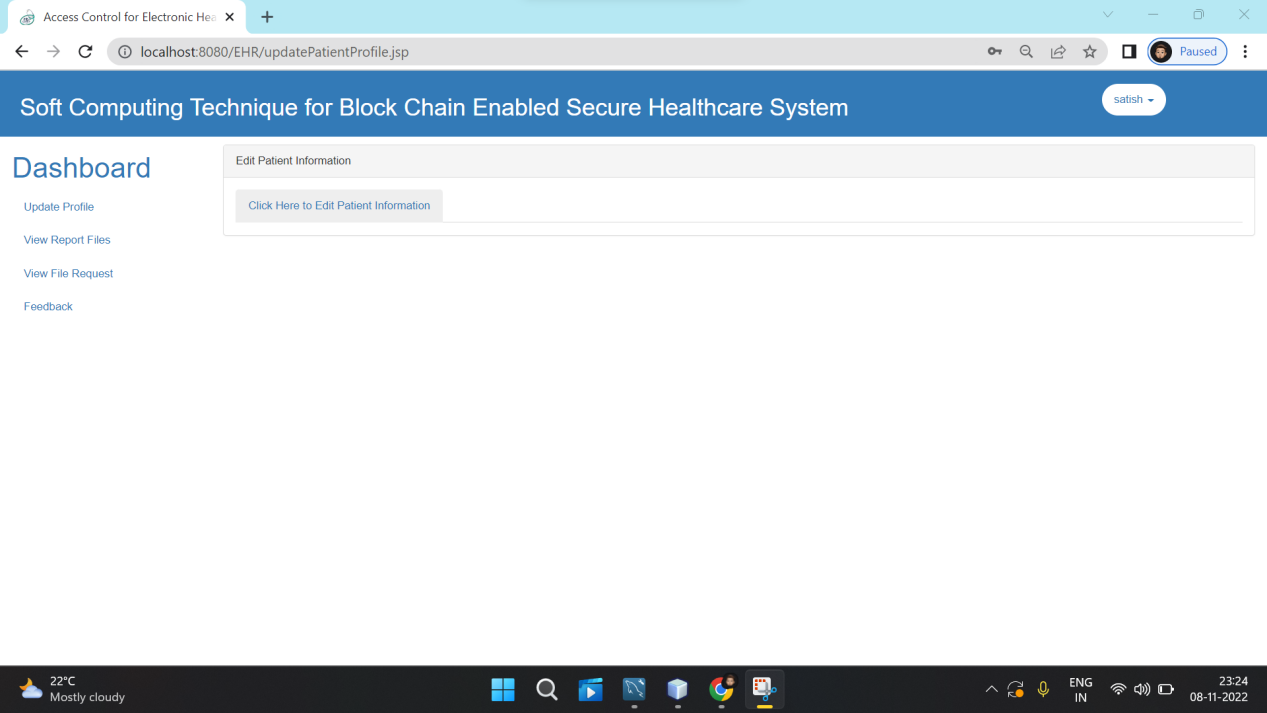 Access Control for Electronic Hea
localhost:8080/EHR/updatePatientProfile.jsp
Paused
Soft Computing Technique for Block Chain Enabled Secure Healthcare System
satish
Dashboard
Update Profile
View Report Files
View File Request
Feedback
Edit Patient Information
Click Here to Edit Patient Information
22°C
Mostly cloudy
ENG
IN
23:24
08-11-2022